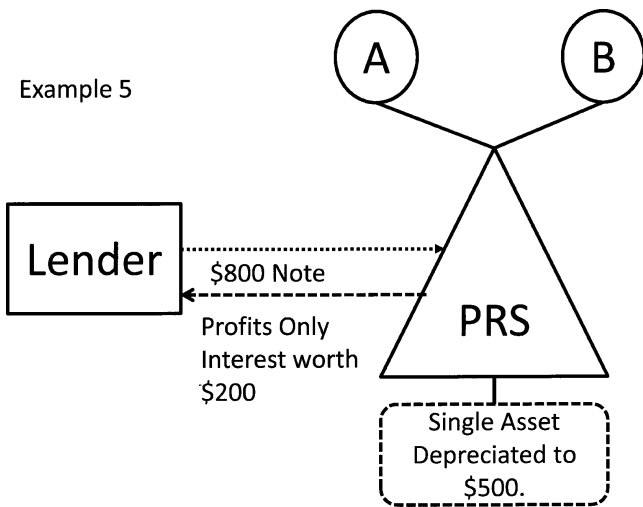 A
B
Example 5
Lender
$800 Note
Profits Only
Interest worth
$200
PRS
Single Asset
Depreciated to
$500.